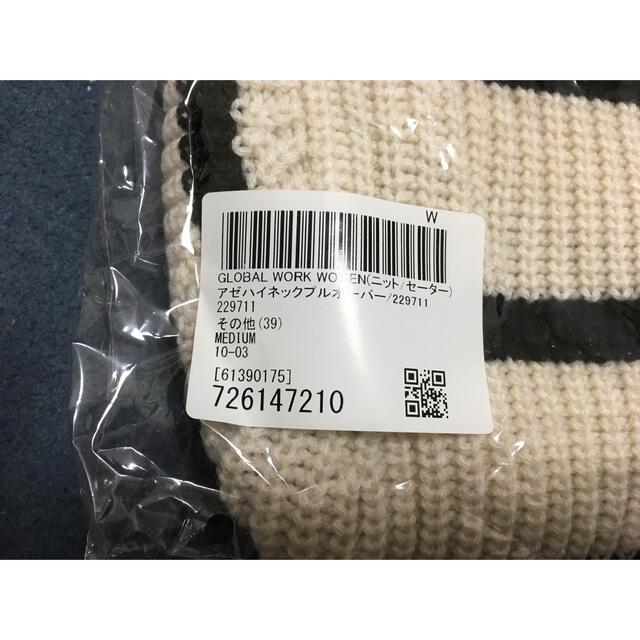 W
GLOBAL WORK WOMEN(ニット/セーター)
アゼハイネックプルオーバー/229711
229711
その他(39)
MEDIUM
10-03
[61390175]
726147210